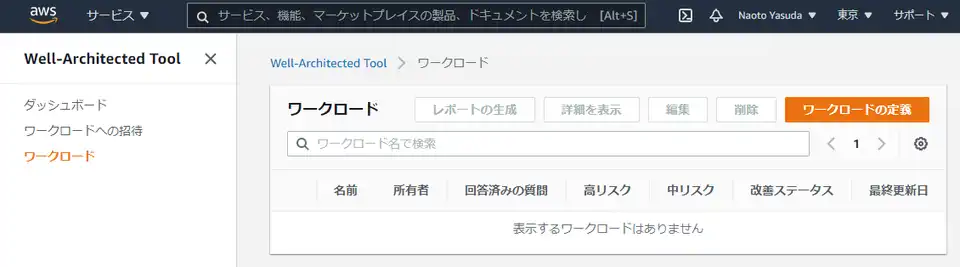 aws サービス ▼ サービス、機能、マーケットプレイスの製品、ドキュメントを検索し [Alt+S] Naoto Yasuda ▼ 東京 ▼ サポート ▼
Well-Architected Tool
ダッシュボード
ワークロードへの招待
ワークロード
Well-Architected Tool > ワークロード
ワークロード レポートの生成 詳細を表示 編集 削除 ワークロードの定義
ワークロード名で検索 < 1 >
名前 所有者 回答済みの質問 高リスク 中リスク 改善ステータス 最終更新日
表示するワークロードはありません